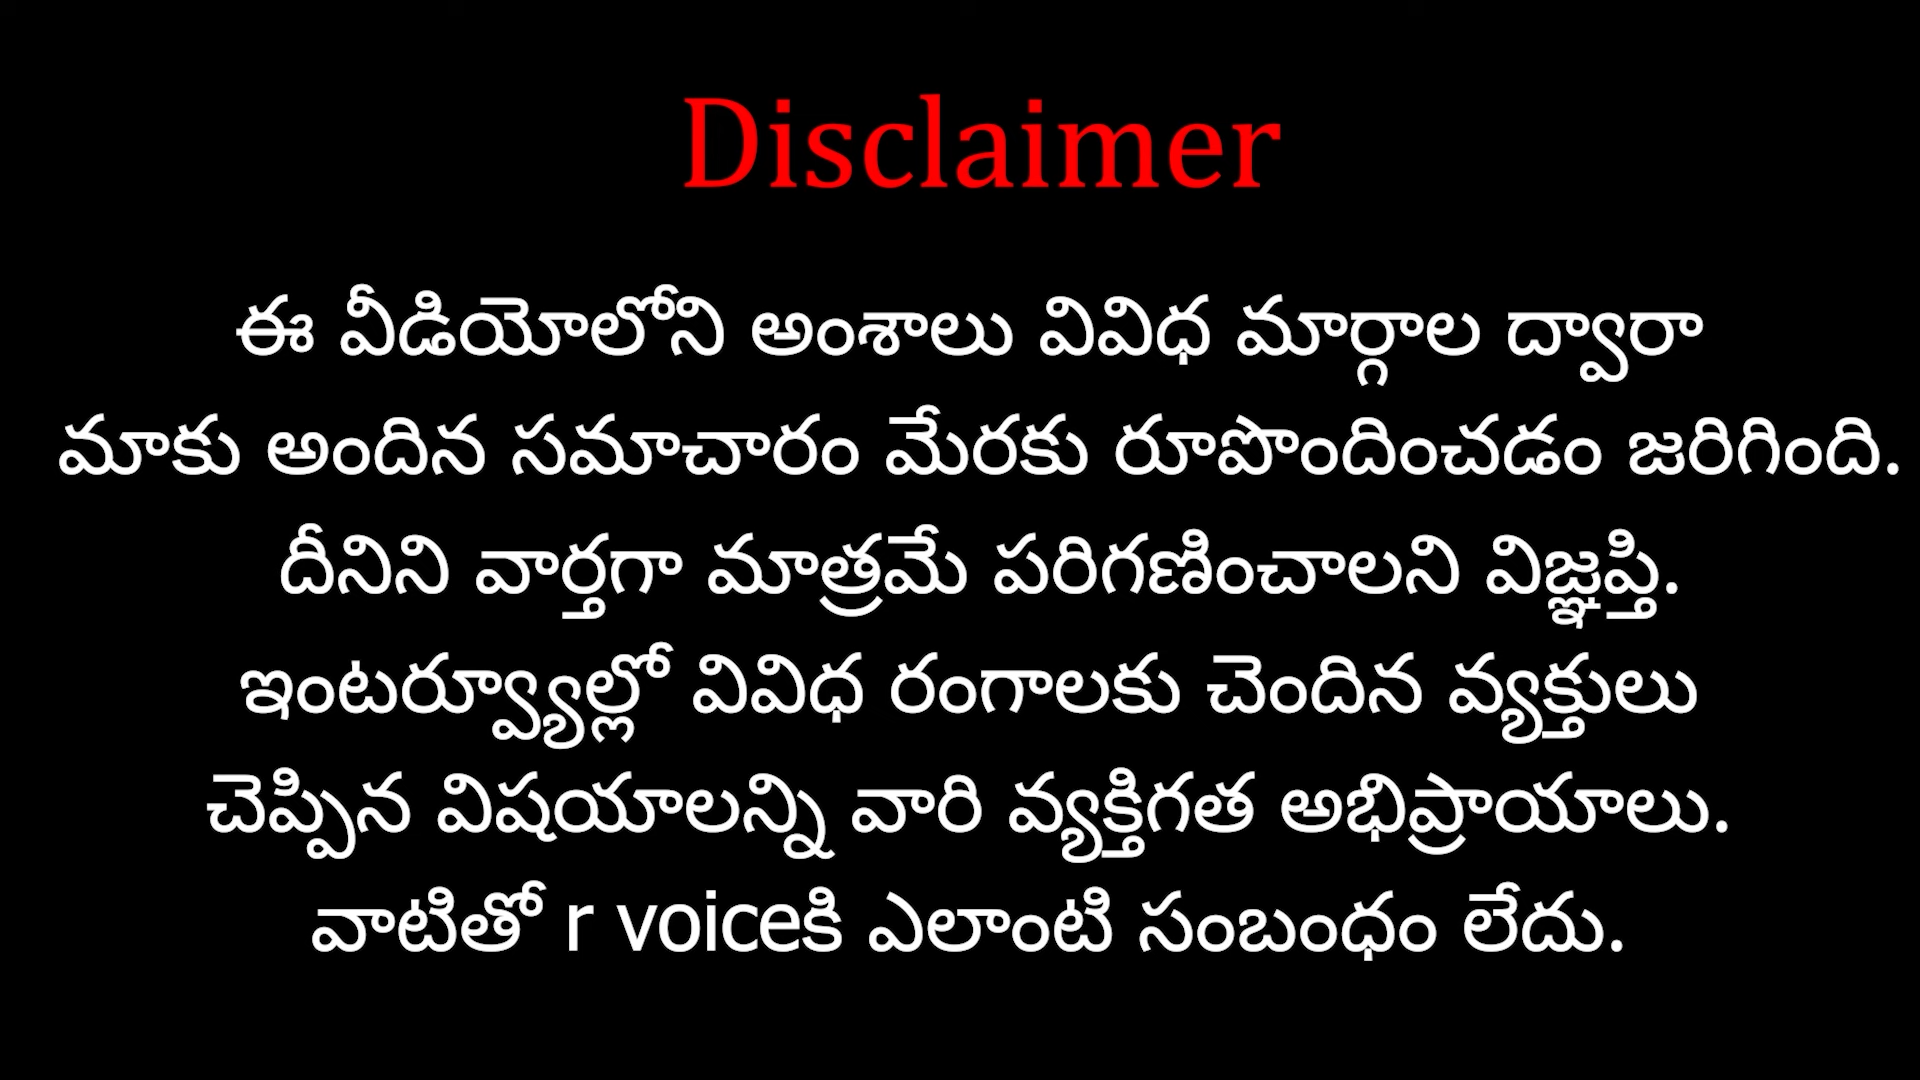 Disclaimer
ఈ వీడియోలోని అంశాలు వివిధ మార్గాల ద్వారా
మాకు అందిన సమాచారం మేరకు రూపొందించడం జరిగింది.
దీనిని వార్తగా మాత్రమే పరిగణించాలని విజ్ఞప్తి.
ఇంటర్వ్యూల్లో వివిధ రంగాలకు చెందిన వ్యక్తులు
చెప్పిన విషయాలన్ని వారి వ్యక్తిగత అభిప్రాయాలు.
వాటితో r voiceకి ఎలాంటి సంబంధం లేదు.